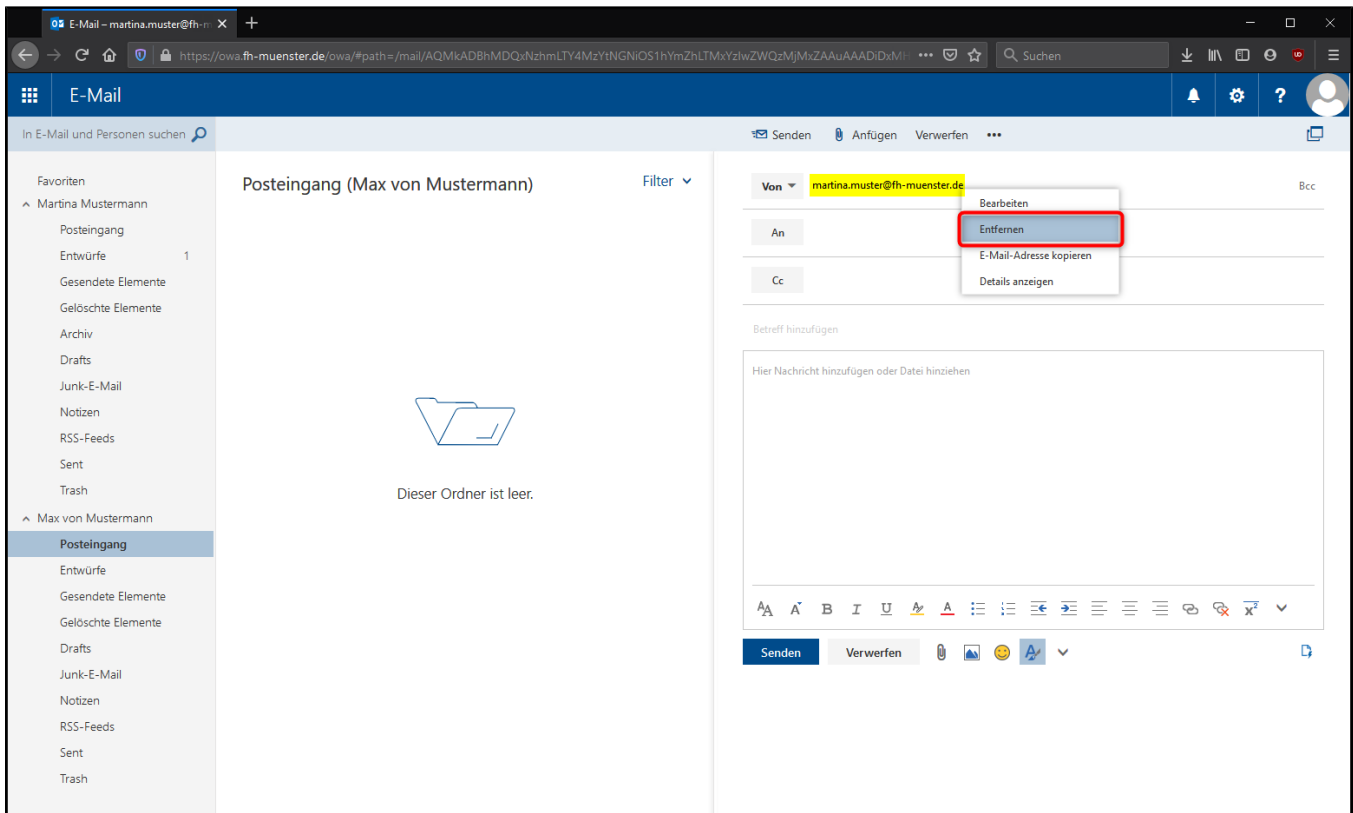 E-Mail – martina.muster@fh-m
https://owa.fh-muenster.de/owa/#path=/mail/
Suchen
E-Mail
?
In E-Mail und Personen suchen
Senden
Anfügen
Verwerfen
Favoriten
Martina Mustermann
Posteingang
Entwürfe 1
Gesendete Elemente
Gelöschte Elemente
Archiv
Drafts
Junk-E-Mail
Notizen
RSS-Feeds
Sent
Trash
Max von Mustermann
Posteingang
Entwürfe
Gesendete Elemente
Gelöschte Elemente
Drafts
Junk-E-Mail
Notizen
RSS-Feeds
Sent
Trash
Posteingang (Max von Mustermann)
Filter
Dieser Ordner ist leer.
Von martina.muster@fh-muenster.de
Bcc
An
Cc
Bearbeiten
Entfernen
E-Mail-Adresse kopieren
Details anzeigen
Betreff hinzufügen
Hier Nachricht hinzufügen oder Datei hinziehen
Senden
Verwerfen